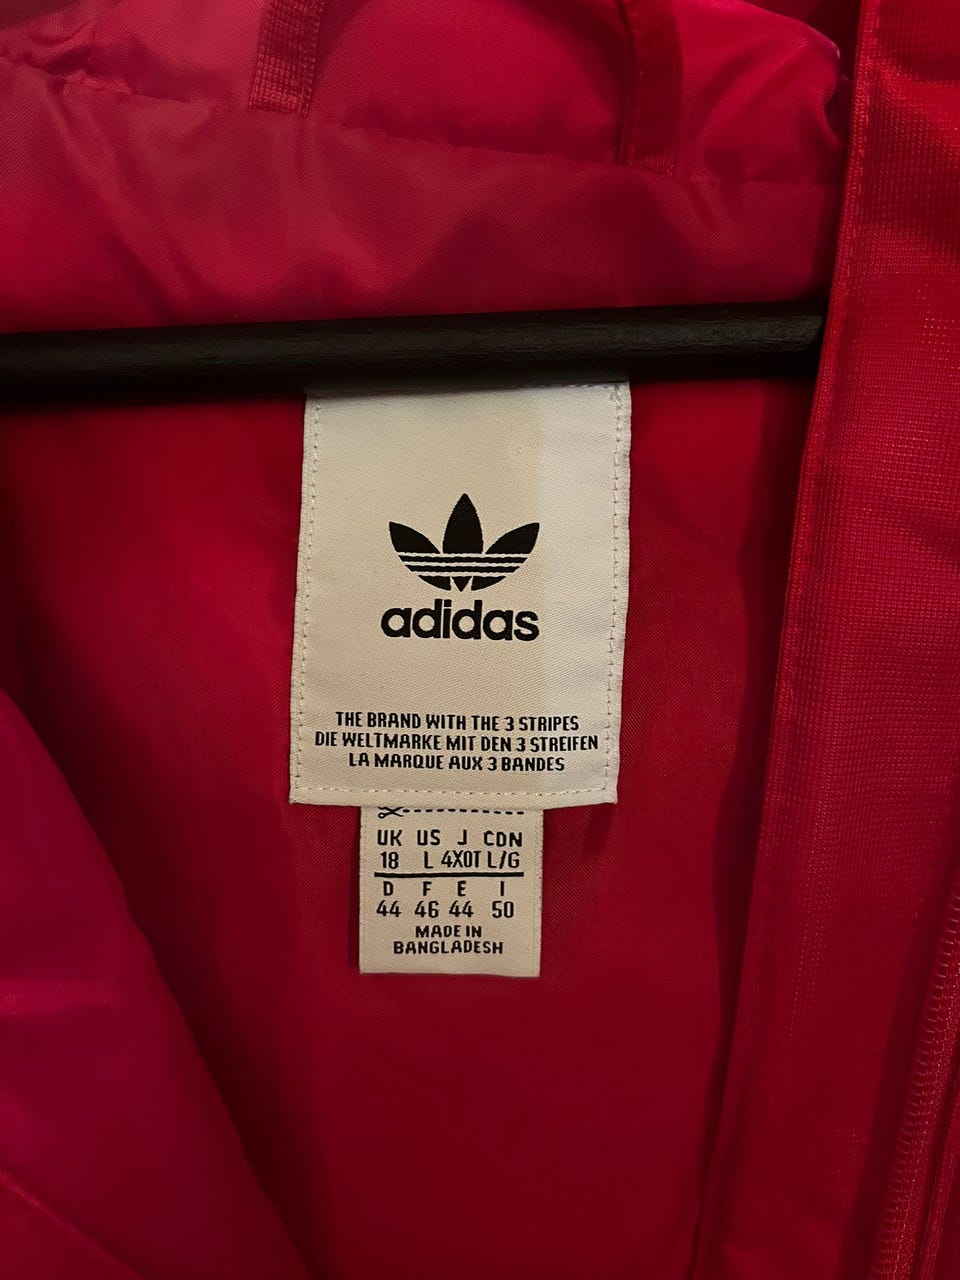 adidas
THE BRAND WITH THE 3 STRIPES
DIE WELTMARKE MIT DEN 3 STREIFEN
LA MARQUE AUX 3 BANDES
UK US J CDN
18 L 4XOT L/G
D F E I
44 46 44 50
MADE IN
BANGLADESH